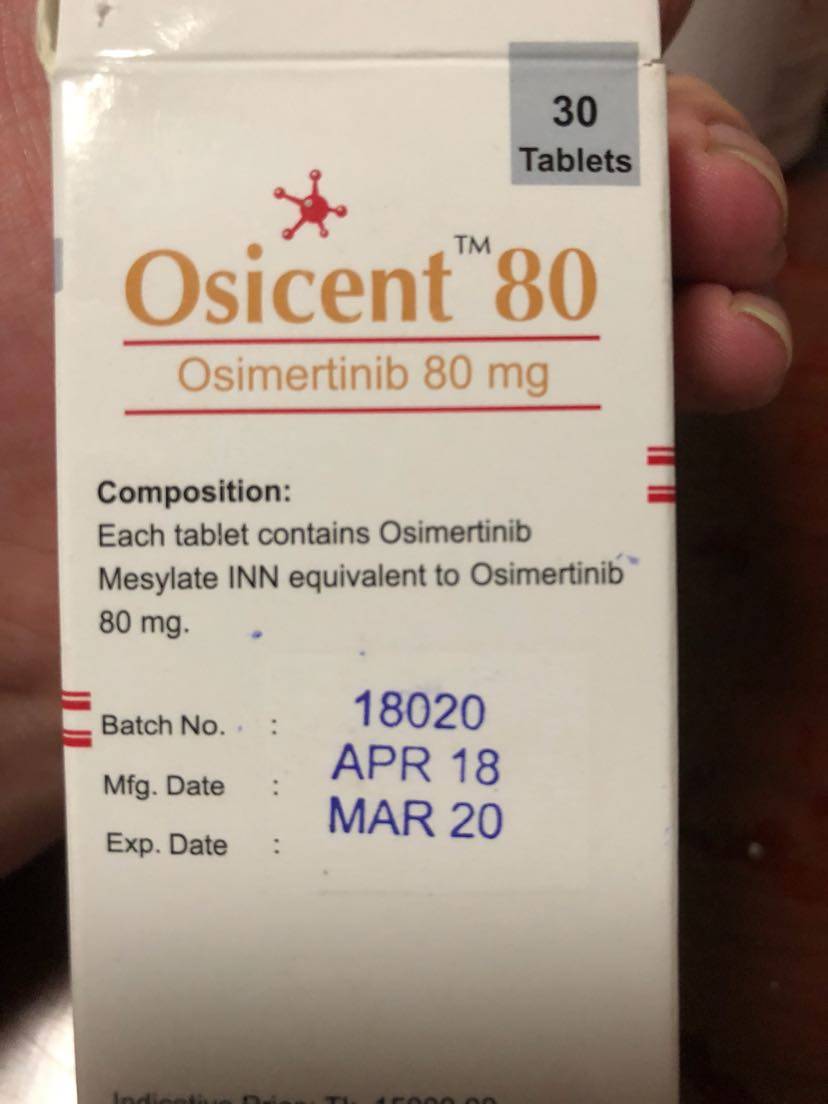 30
Tablets
Osicent™ 80
Osimertinib 80 mg
Composition:
Each tablet contains Osimertinib
Mesylate INN equivalent to Osimertinib
80 mg.
Batch No. : 18020
Mfg. Date : APR 18
Exp. Date : MAR 20